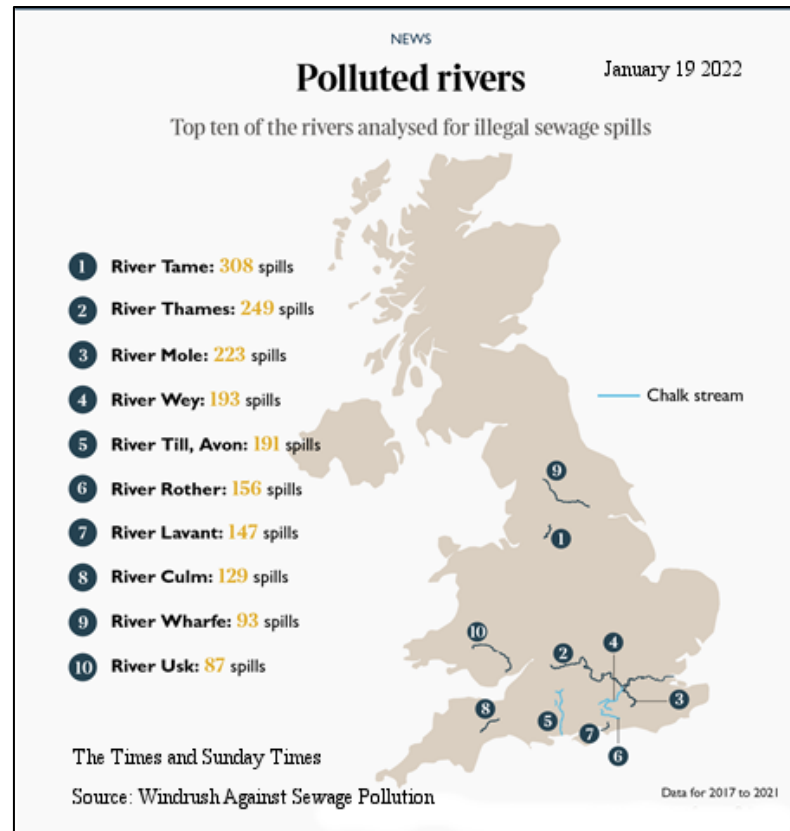 NEWS
Polluted rivers
January 19 2022
Top ten of the rivers analysed for illegal sewage spills
1 River Tame: 308 spills
2 River Thames: 249 spills
3 River Mole: 223 spills
4 River Wey: 193 spills
5 River Till, Avon: 191 spills
6 River Rother: 156 spills
7 River Lavant: 147 spills
8 River Culm: 129 spills
9 River Wharfe: 93 spills
10 River Usk: 87 spills
Chalk stream
9
1
10
2
4
8
5
7
3
6
The Times and Sunday Times
Source: Windrush Against Sewage Pollution
Data for 2017 to 2021